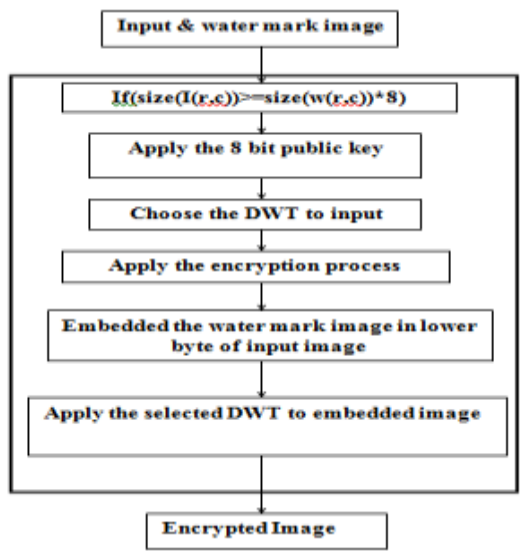 Input & water mark image
If(size(I(r,c))>=size(w(r,c))*8)
Apply the 8 bit public key
Choose the DWT to input
Apply the encryption process
Embedded the water mark image in lower
byte of input image
Apply the selected DWT to embedded image
Encrypted Image